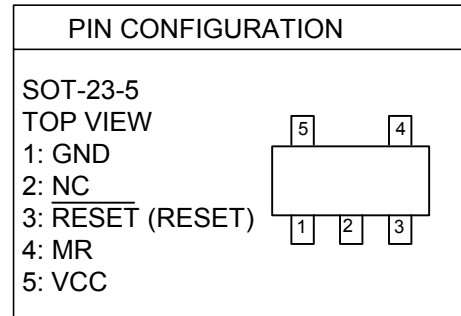 PIN CONFIGURATION
SOT-23-5
TOP VIEW
1: GND
2: NC
3: R̅E̅S̅E̅T̅ (RESET)
4: MR
5: VCC
5 4
1 2 3